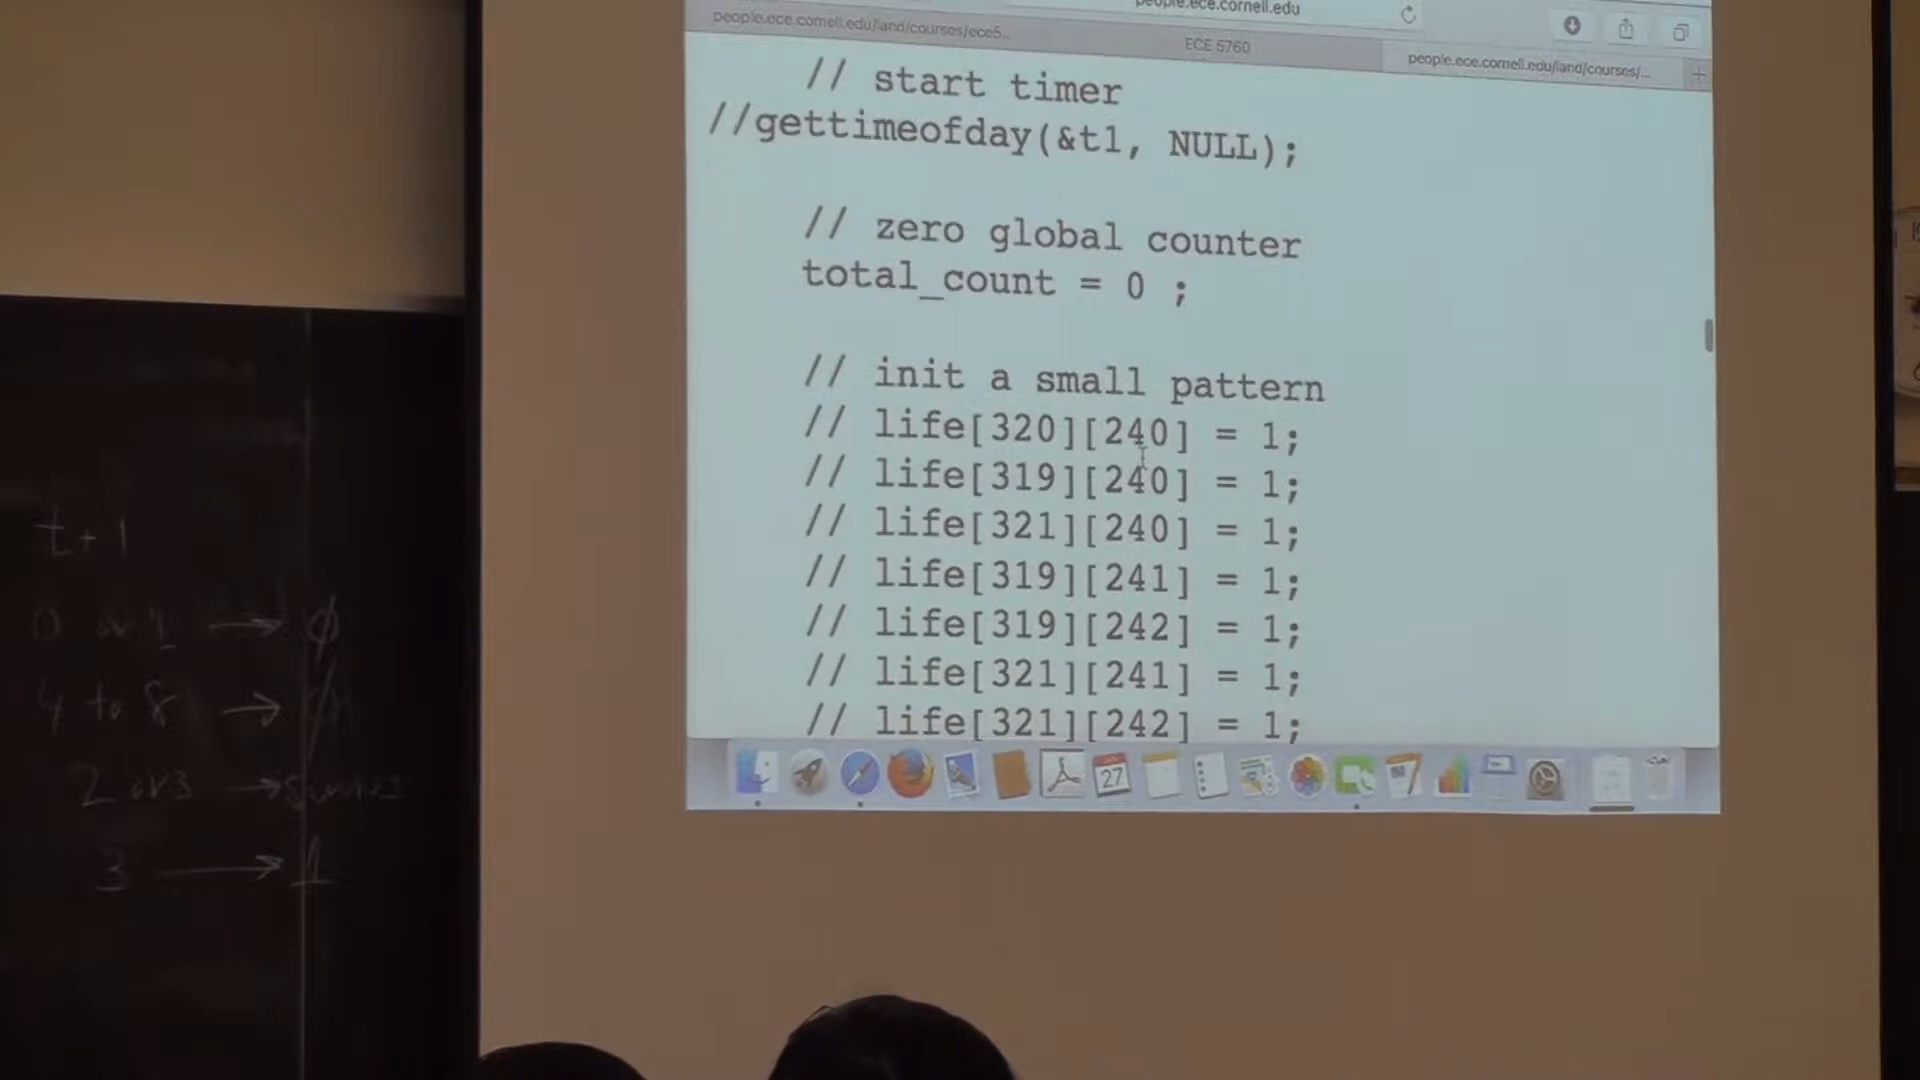 people.ece.cornell.edu
people.ece.cornell.edu/land/courses/ece5...
ECE 5760
people.ece.cornell.edu/land/courses/...
// start timer
//gettimeofday(&t1, NULL);
// zero global counter
total_count = 0 ;
// init a small pattern
// life[320][240] = 1;
// life[319][240] = 1;
// life[321][240] = 1;
// life[319][241] = 1;
// life[319][242] = 1;
// life[321][241] = 1;
// life[321][242] = 1;
27
t+1
0 or 1 → ∅
4 to 8 → ∅
2 or 3 →
3 → 1